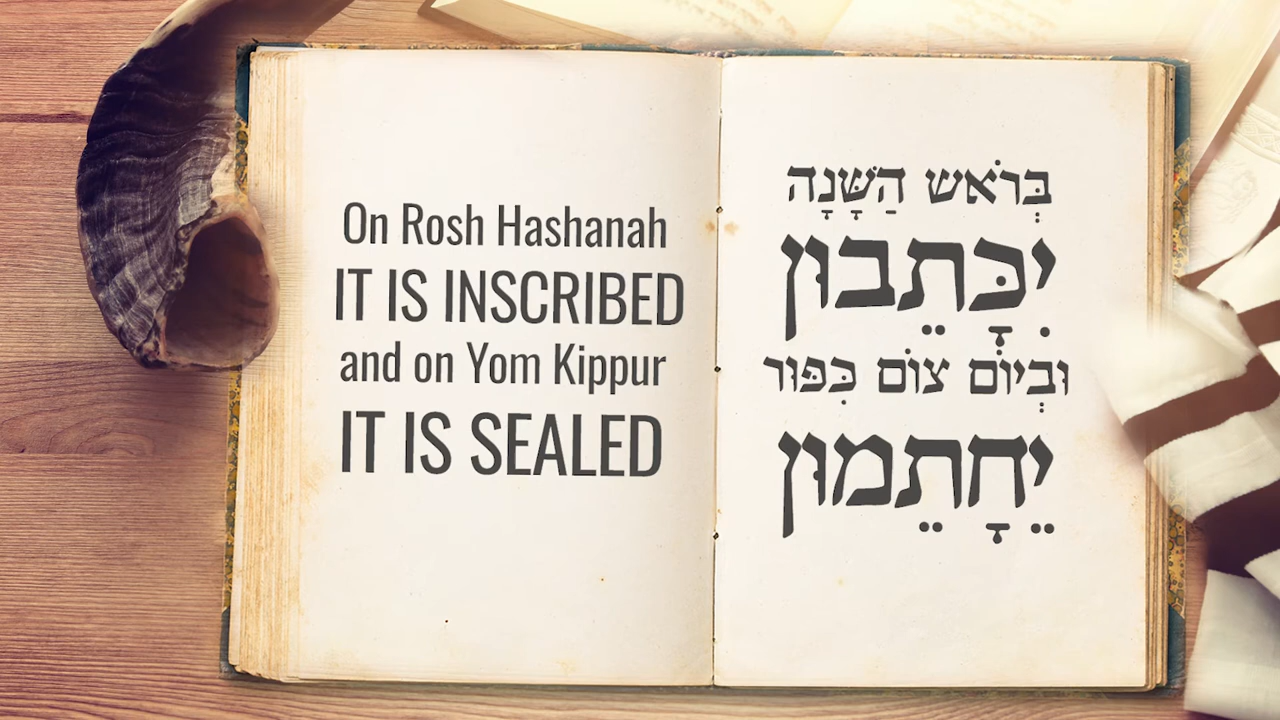 On Rosh Hashanah
IT IS INSCRIBED
and on Yom Kippur
IT IS SEALED
בְּרֹאשׁ הַשָּׁנָה
יִכָּתֵבוּן
וּבְיוֹם צוֹם כִּפּוּר
יֵחָתֵמוּן